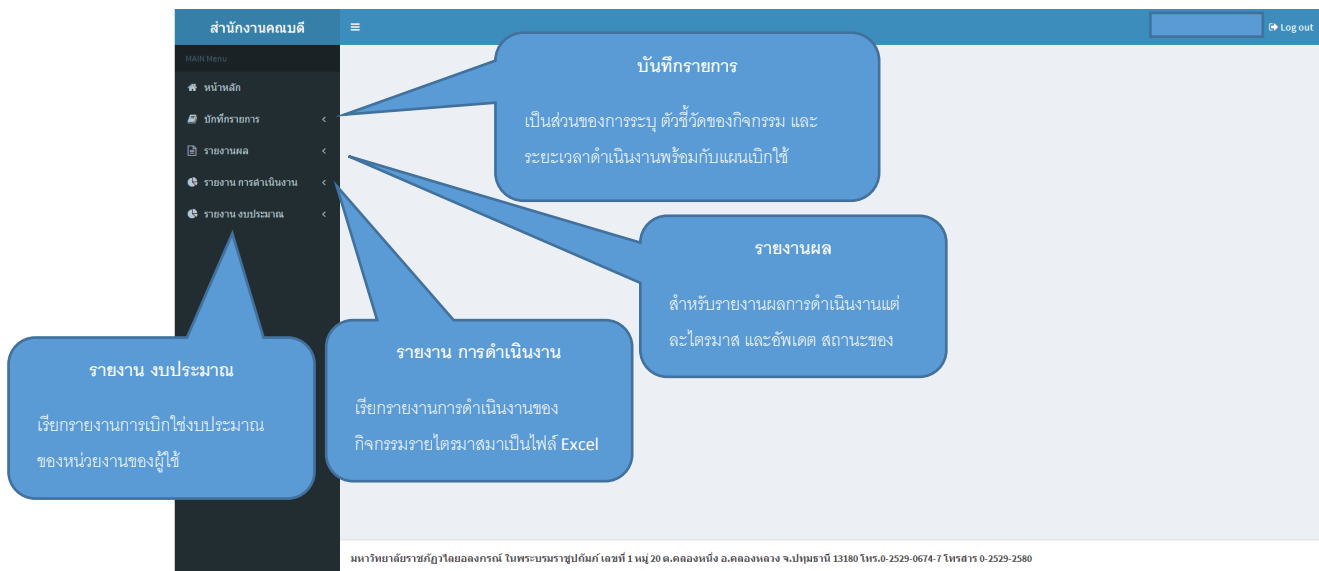 สำนักงานคณบดี
Log out
MAIN Menu
หน้าหลัก
บักทึกรายการ
รายงานผล
รายงาน การดำเนินงาน
รายงาน งบประมาณ
บันทึกรายการ
เป็นส่วนของการระบุ ตัวชี้วัดของกิจกรรม และ
ระยะเวลาดำเนินงานพร้อมกับแผนเบิกใช้
รายงานผล
สำหรับรายงานผลการดำเนินงานแต่
ละไตรมาส และอัพเดต สถานะของ
รายงาน การดำเนินงาน
เรียกรายงานการดำเนินงานของ
กิจกรรมรายไตรมาสมาเป็นไฟล์ Excel
รายงาน งบประมาณ
เรียกรายงานการเบิกใช่งบประมาณ
ของหน่วยงานของผู้ใช้
มหาวิทยาลัยราชภัฏวไลยอลงกรณ์ ในพระบรมราชูปถัมภ์ เลขที่ 1 หมู่ 20 ต.คลองหนึ่ง อ.คลองหลวง จ.ปทุมธานี 13180 โทร.0-2529-0674-7 โทรสาร 0-2529-2580